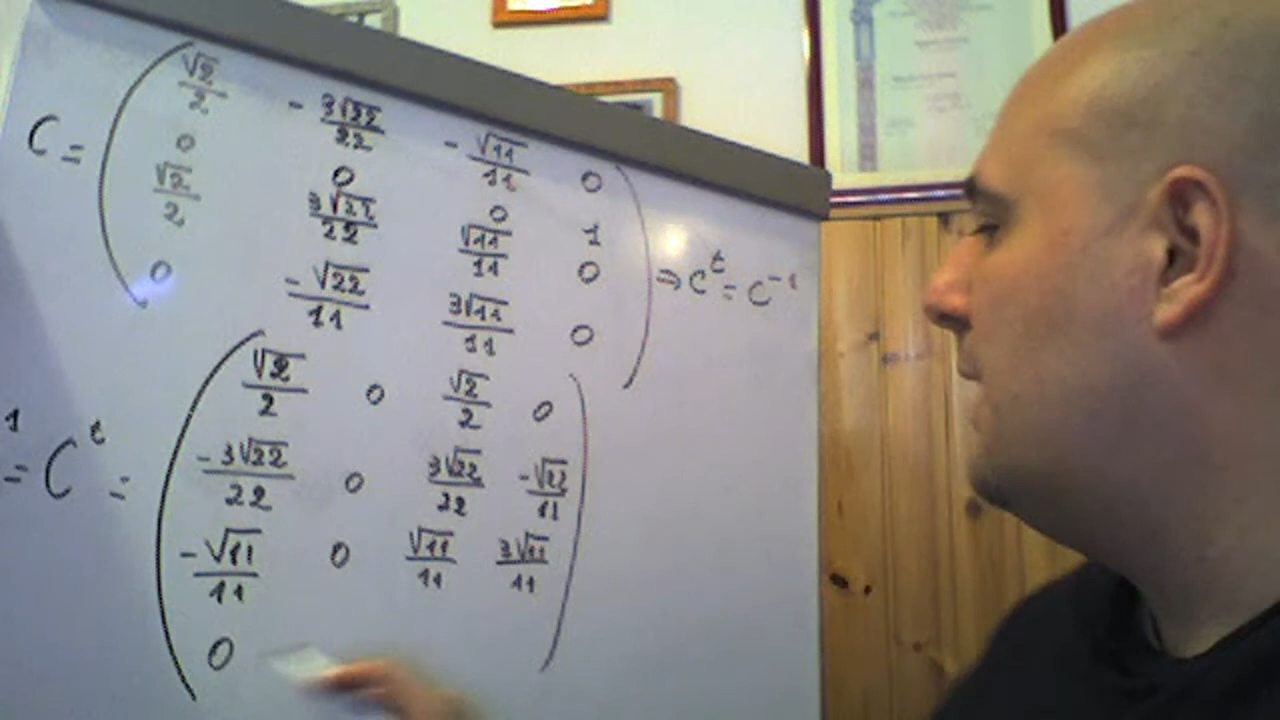 C = ( √2/2 - 3√22/22 - √11/11 0
0 0 0 1
√2/2 3√22/22 √11/11 0
0 -√22/11 3√11/11 0 ) ⇒ C^t = C^-1
1 = C^t = ( √2/2 0 √2/2 0
-3√22/22 0 3√22/22 -√22/11
-√11/11 0 √11/11 3√11/11
0 )